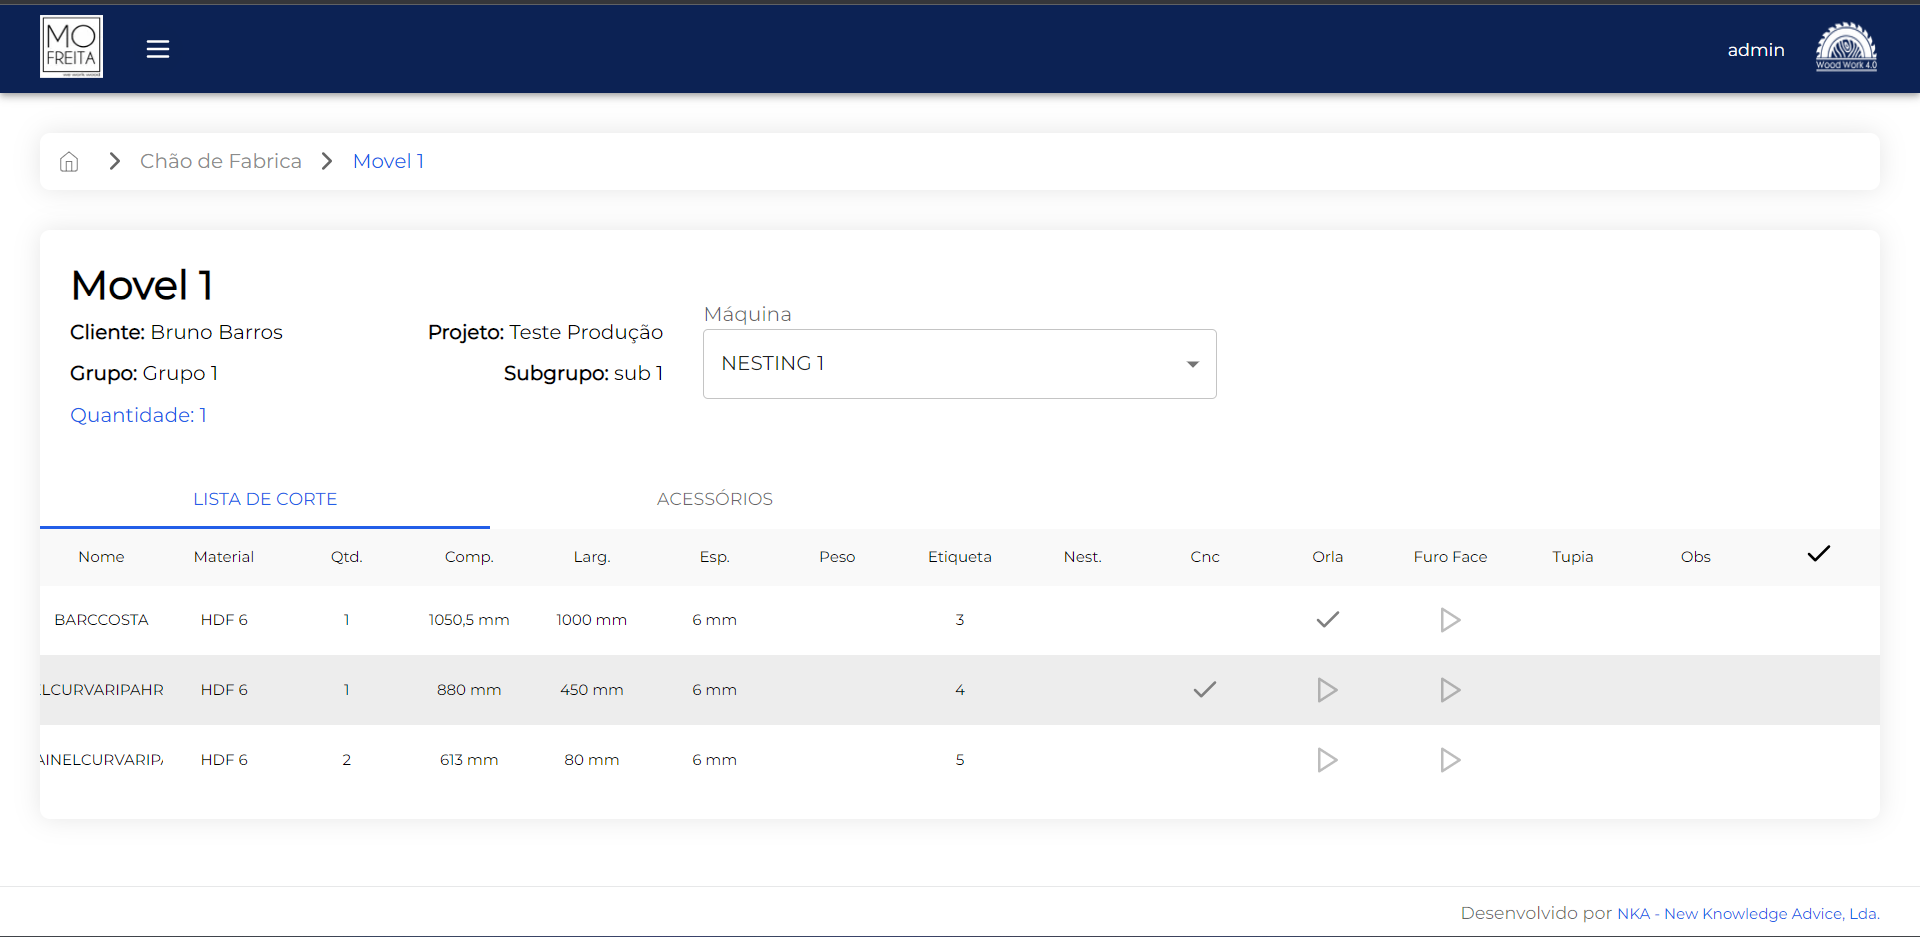 MO
FREITA
admin
Wood Work 4.0
Chão de Fabrica
Movel 1
Movel 1
Cliente: Bruno Barros
Projeto: Teste Produção
Grupo: Grupo 1
Subgrupo: sub 1
Quantidade: 1
Máquina
NESTING 1
LISTA DE CORTE
ACESSÓRIOS
Nome Material Qtd. Comp. Larg. Esp. Peso Etiqueta Nest. Cnc Orla Furo Face Tupia Obs
BARCCOSTA HDF 6 1 1050,5 mm 1000 mm 6 mm 3
LCURVARIPAHR HDF 6 1 880 mm 450 mm 6 mm 4
AINELCURVARIPA HDF 6 2 613 mm 80 mm 6 mm 5
Desenvolvido por NKA - New Knowledge Advice, Lda.